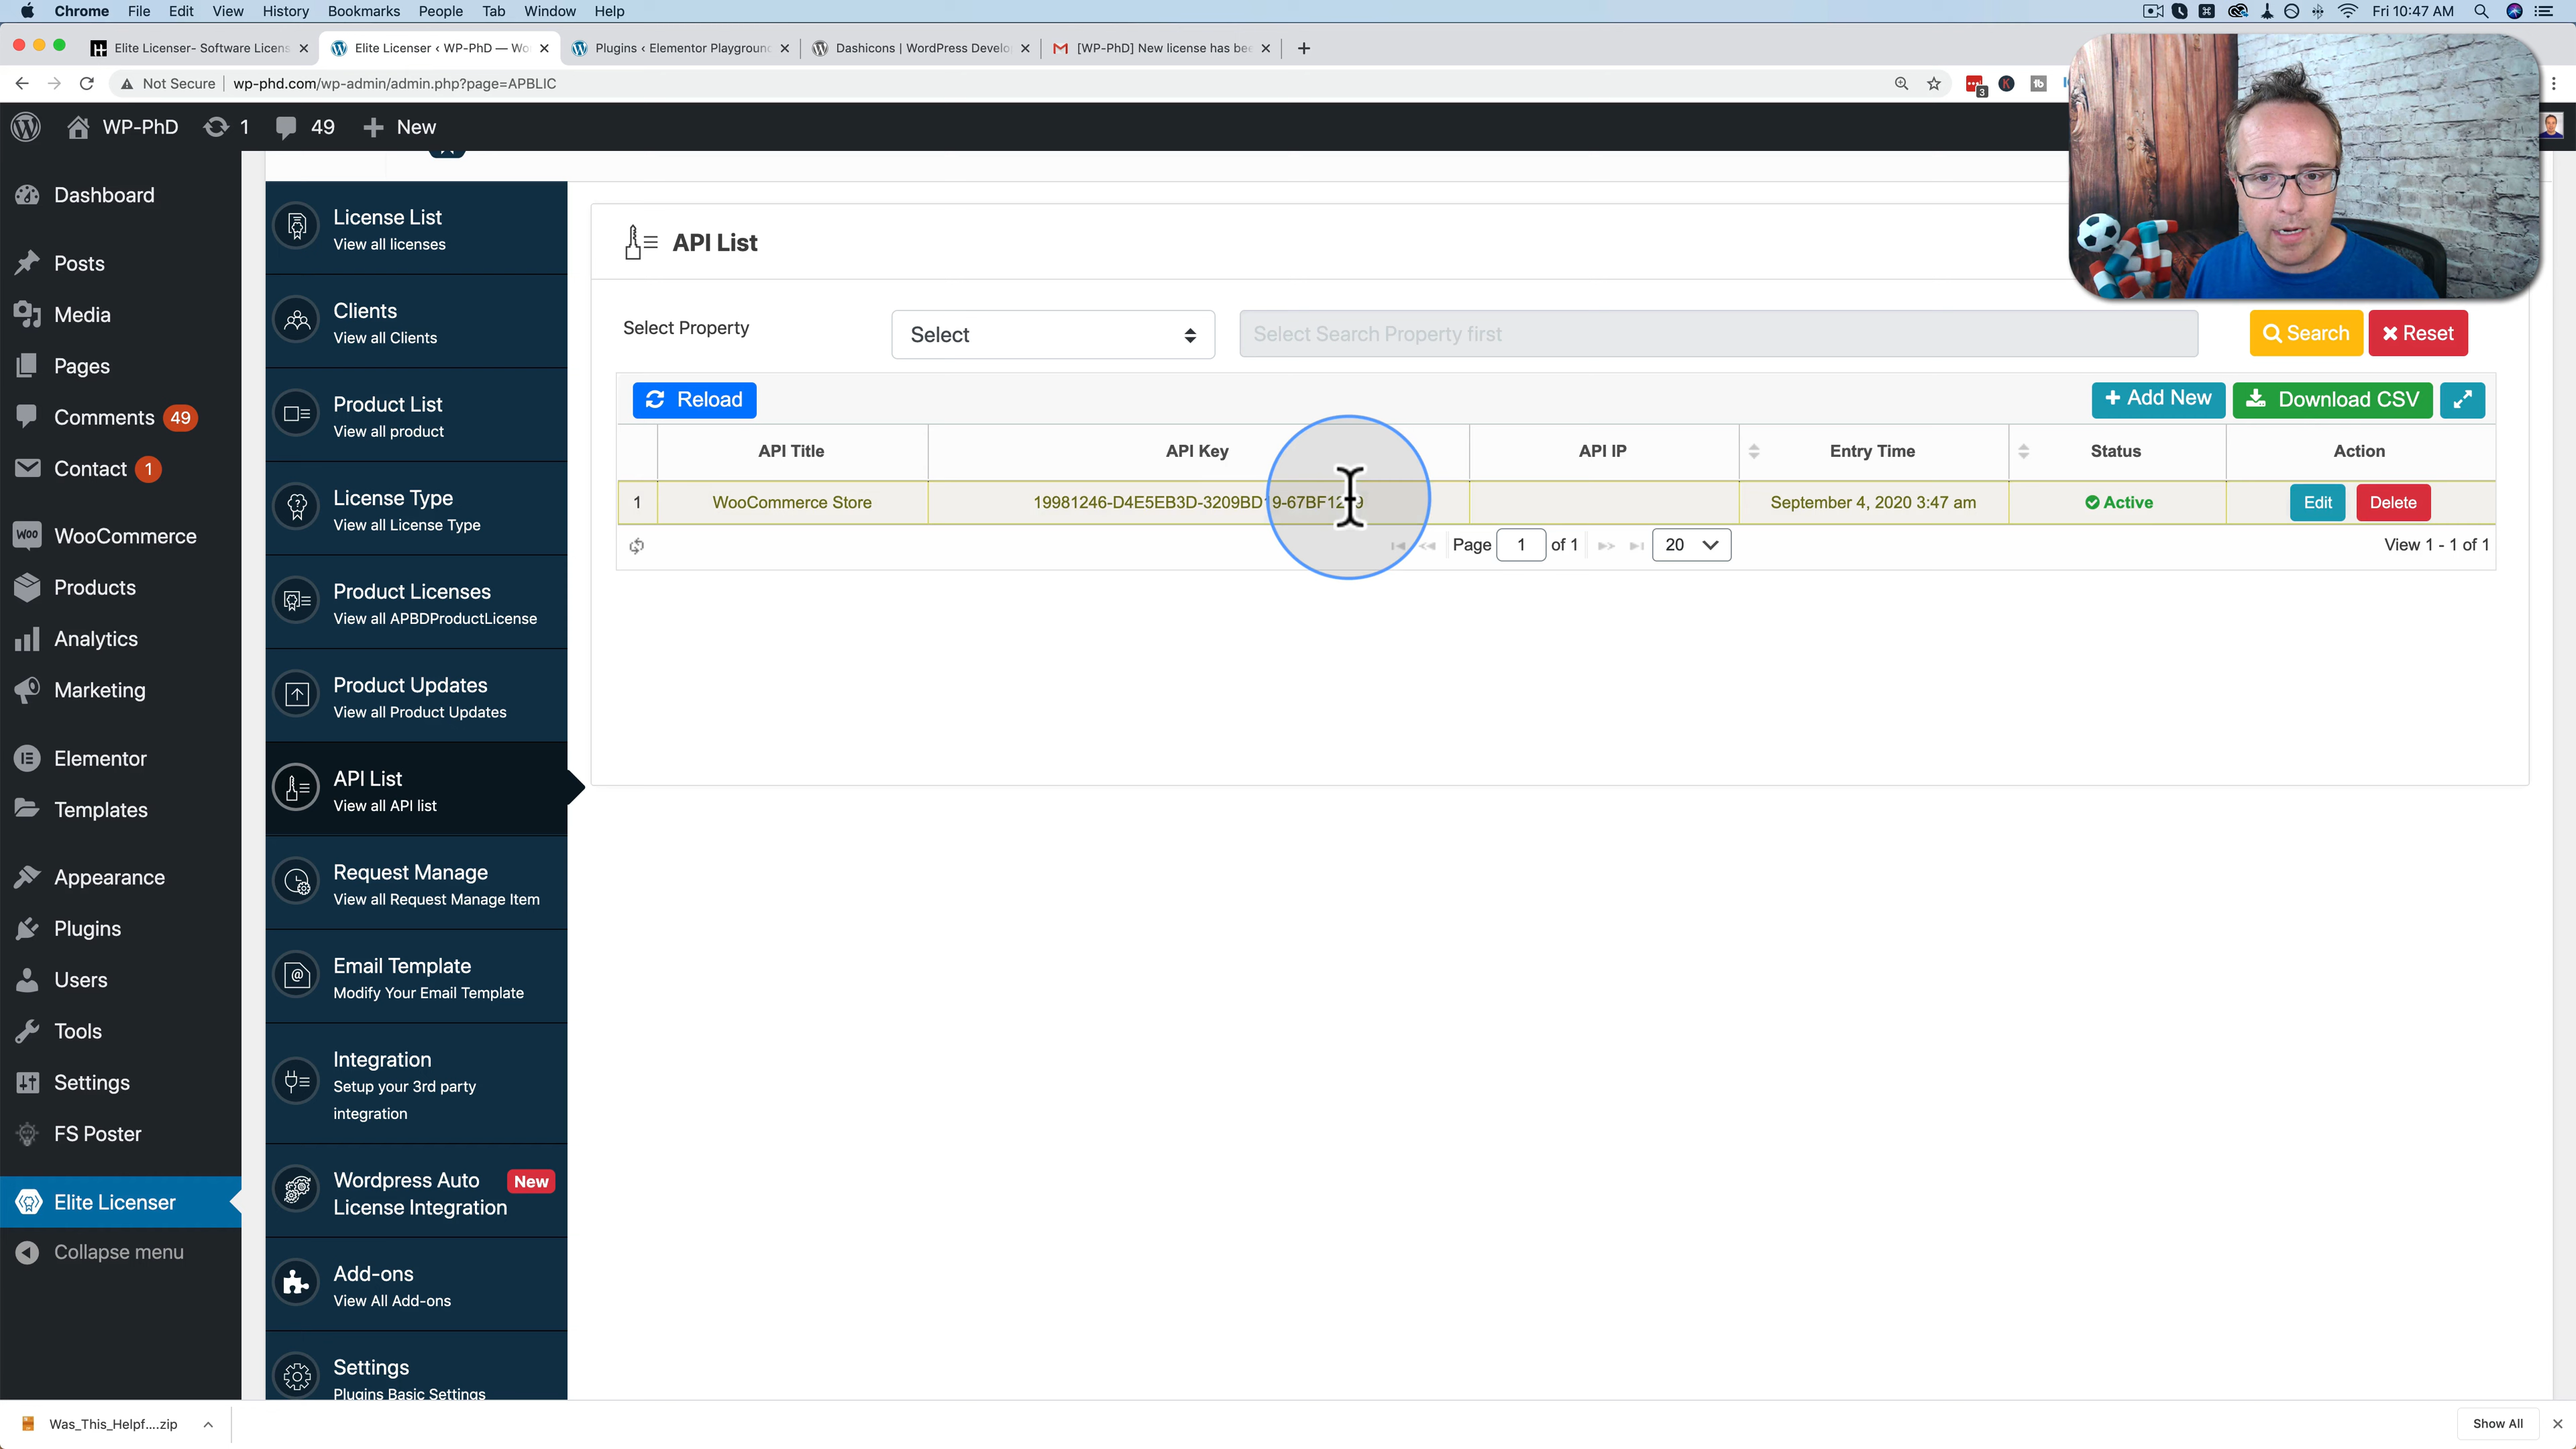 Chrome File Edit View History Bookmarks People Tab Window Help Fri 10:47 AM
Elite Licenser- Software Licens Elite Licenser ‹ WP-PhD — Wo Plugins ‹ Elementor Playground Dashicons | WordPress Develo [WP-PhD] New license has bee
Not Secure wp-phd.com/wp-admin/admin.php?page=APBLIC
WP-PhD 1 49 New
Dashboard
Posts
Media
Pages
Comments 49
Contact 1
WooCommerce
Products
Analytics
Marketing
Elementor
Templates
Appearance
Plugins
Users
Tools
Settings
FS Poster
Elite Licenser
Collapse menu
License List
View all licenses
Clients
View all Clients
Product List
View all product
License Type
View all License Type
Product Licenses
View all APBDProductLicense
Product Updates
View all Product Updates
API List
View all API list
Request Manage
View all Request Manage Item
Email Template
Modify Your Email Template
Integration
Setup your 3rd party
integration
Wordpress Auto New
License Integration
Add-ons
View All Add-ons
Settings
Plugins Basic Settings
API List
Select Property Select Select Search Property first Search Reset
Reload Add New Download CSV
API Title API Key API IP Entry Time Status Action
1 WooCommerce Store September 4, 2020 3:47 am Active Edit Delete
Page 1 of 1 20 View 1 - 1 of 1
Was_This_Helpf....zip Show All